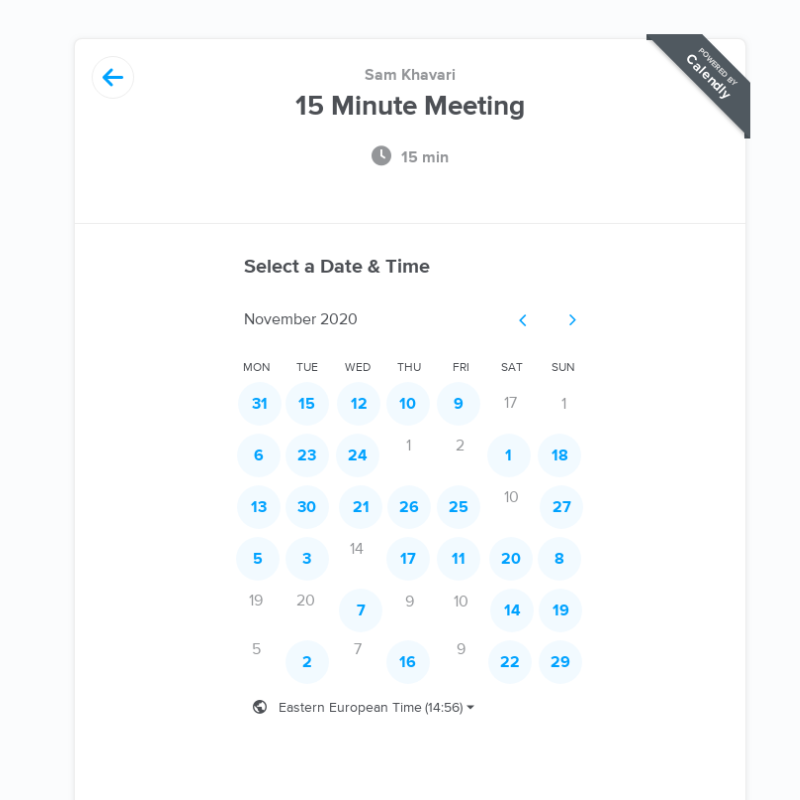 Sam Khavari
15 Minute Meeting
15 min
POWERED BY
Calendly
Select a Date & Time
November 2020
MON TUE WED THU FRI SAT SUN
31 15 12 10 9 17 1
6 23 24 1 2 1 18
13 30 21 26 25 10 27
5 3 14 17 11 20 8
19 20 7 9 10 14 19
5 2 7 16 9 22 29
Eastern European Time (14:56)